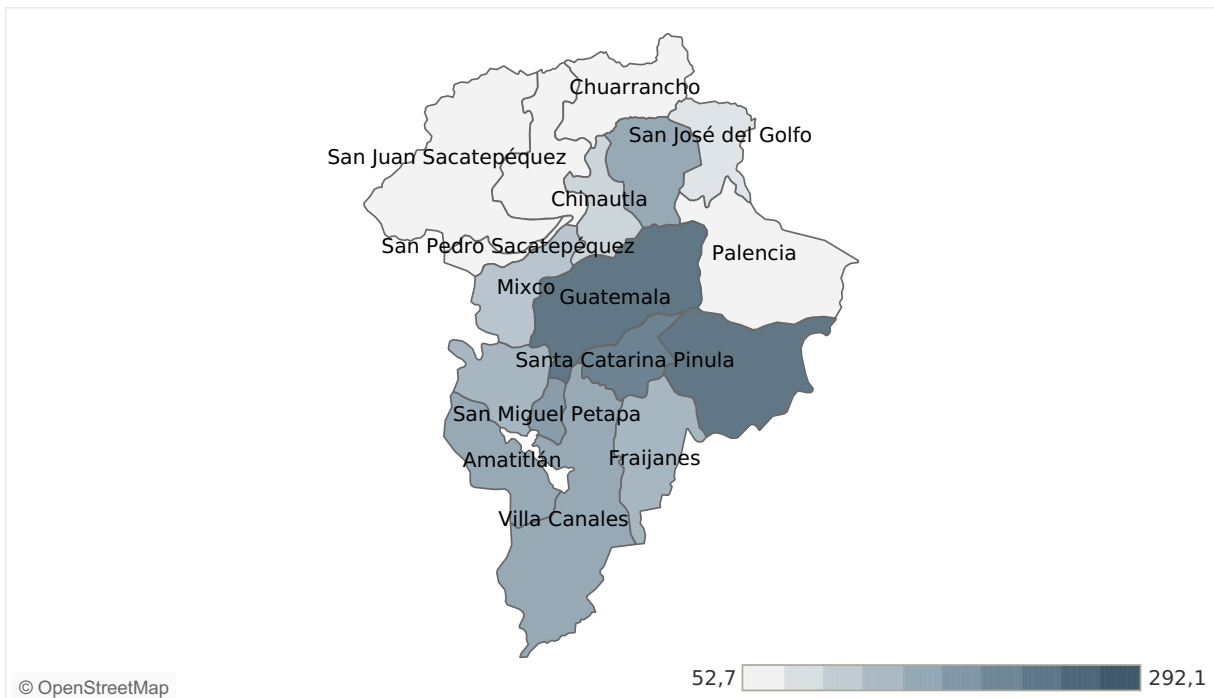 Chuarrancho
San José del Golfo
San Juan Sacatepéquez
Chinautla
San Pedro Sacatepéquez
Palencia
Mixco
Guatemala
Santa Catarina Pinula
San Miguel Petapa
Amatitlán
Fraijanes
Villa Canales
52,7
292,1
© OpenStreetMap